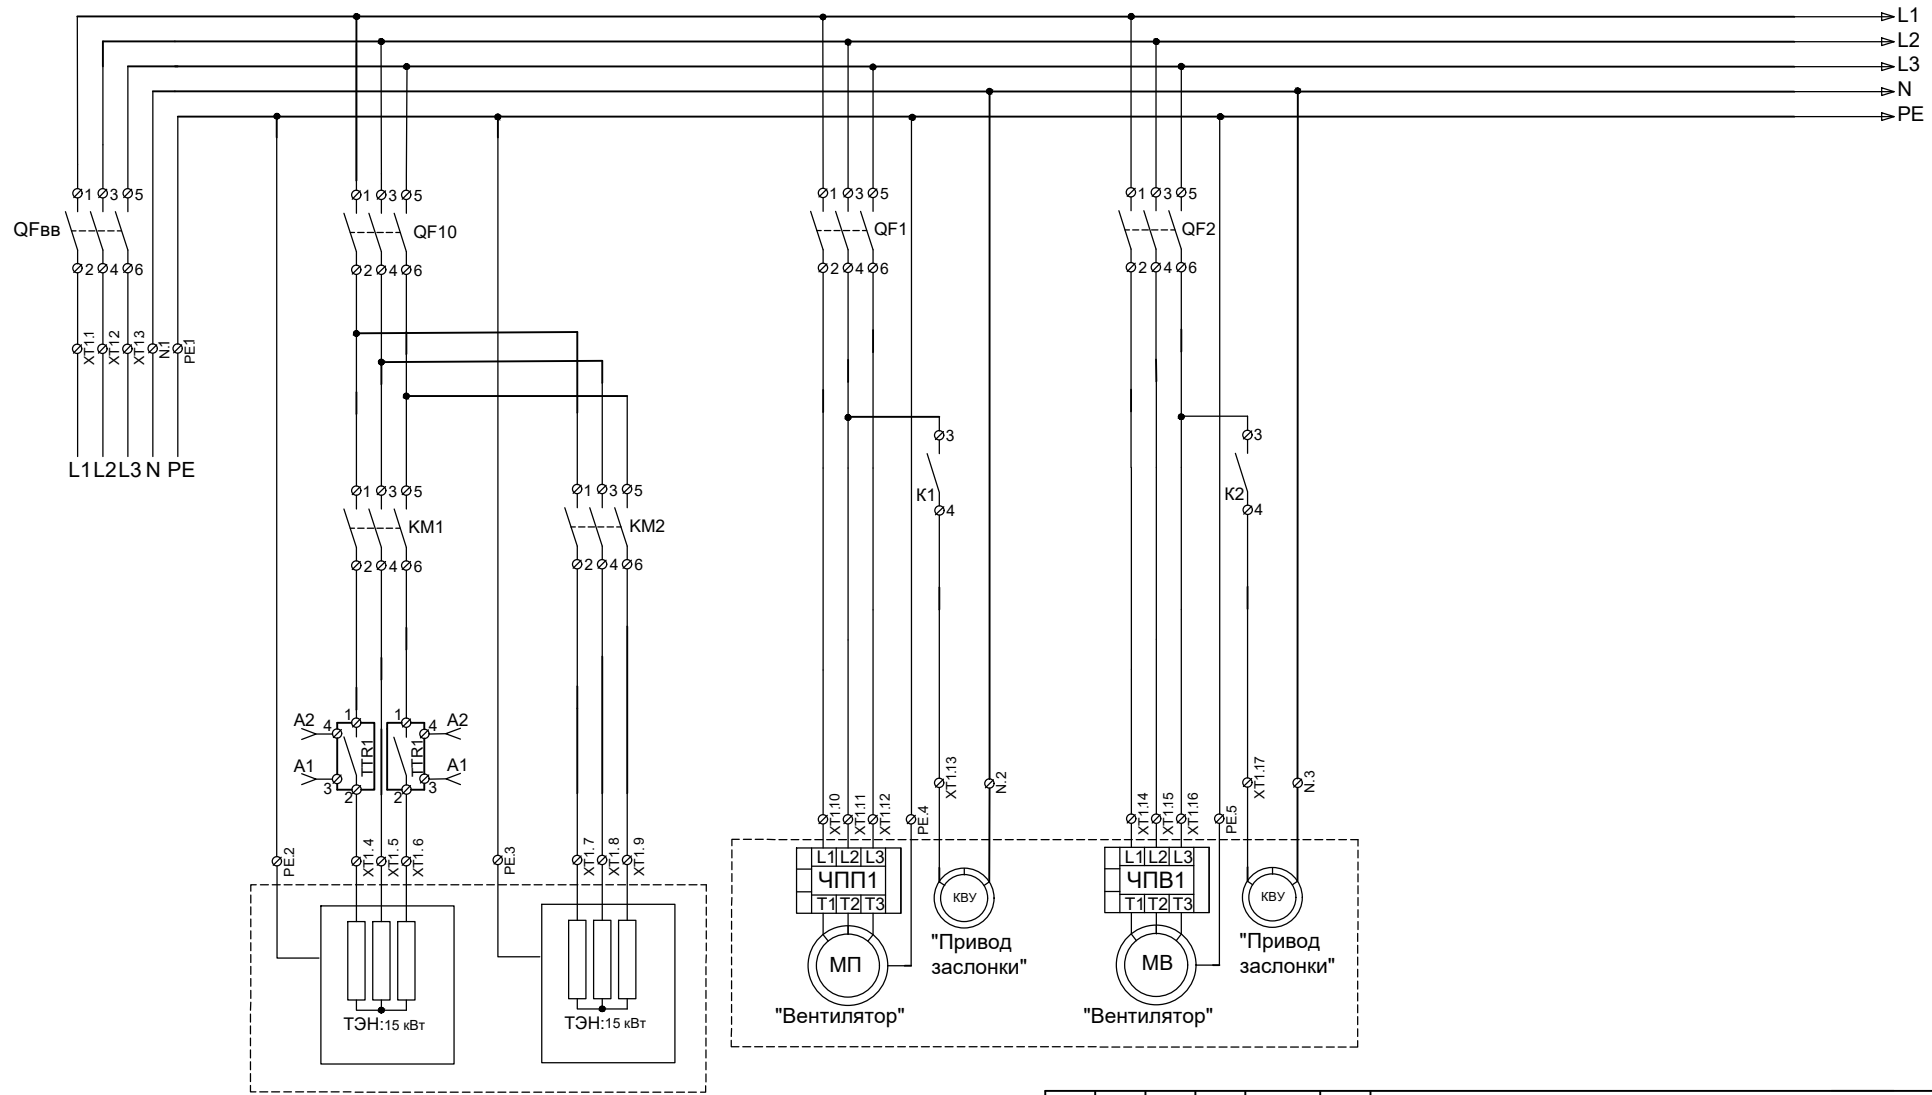 L1
L2
L3
N
PE
1 3 5
QFвв
2 4 6
XT1.1 XT1.2 XT1.3 N.1 PE.1
L1 L2 L3 N PE
1 3 5
QF10
2 4 6
1 3 5
KM1
2 4 6
1 3 5
KM2
2 4 6
A2 4 1
TTR1
A1 3 2
1 4 A2
TTR1
2 3 A1
PE.2 XT1.4 XT1.5 XT1.6
PE.3 XT1.7 XT1.8 XT1.9
ТЭН:15 кВт
ТЭН:15 кВт
1 3 5
QF1
2 4 6
3
K1
4
XT1.13 N.2
XT1.10 XT1.11 XT1.12 PE.4
L1 L2 L3
ЧПП1
T1 T2 T3
МП
"Вентилятор"
КВУ
"Привод
заслонки"
1 3 5
QF2
2 4 6
3
K2
4
XT1.17 N.3
XT1.14 XT1.15 XT1.16 PE.5
L1 L2 L3
ЧПВ1
T1 T2 T3
МВ
"Вентилятор"
КВУ
"Привод
заслонки"